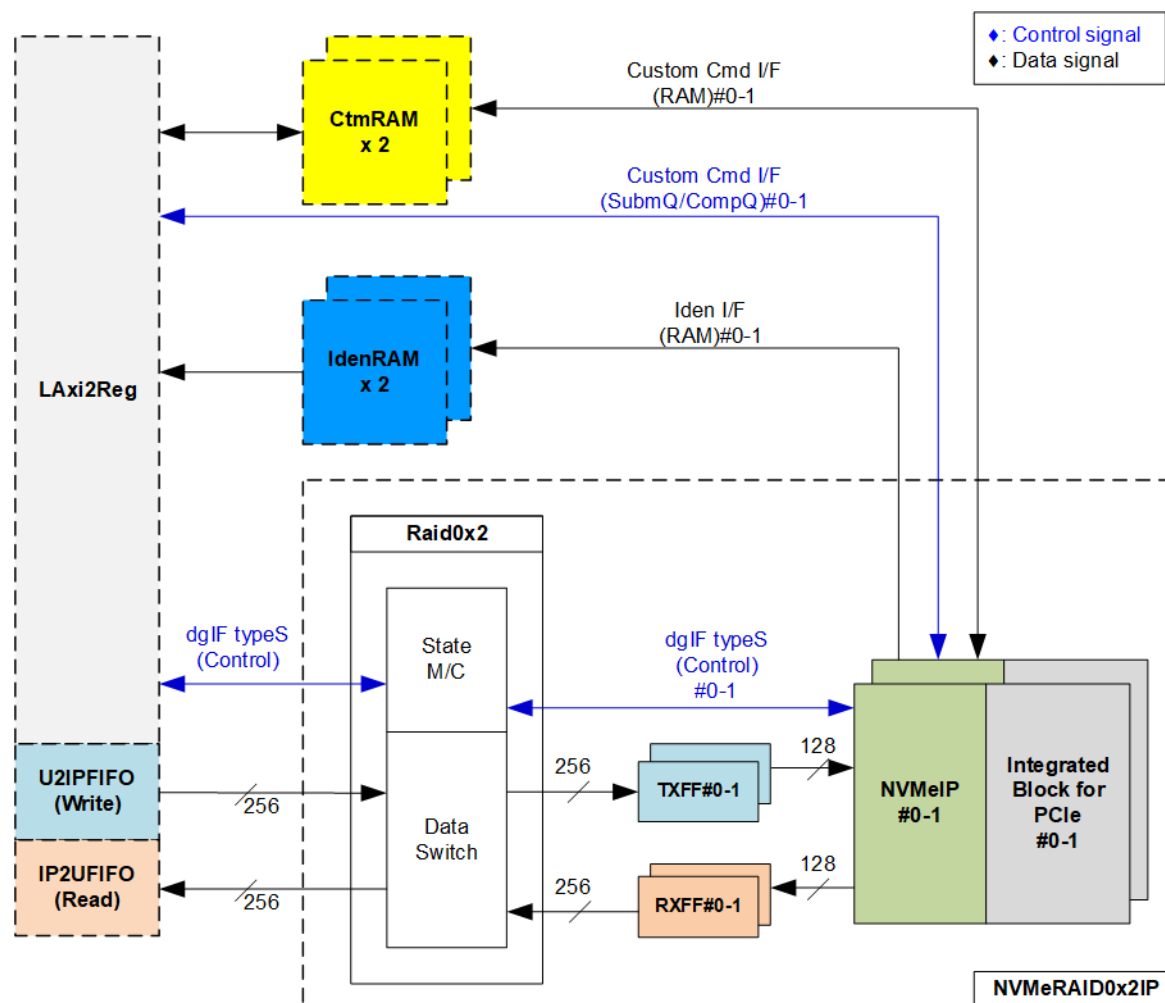 ♦: Control signal
♦: Data signal
Custom Cmd I/F
(RAM)#0-1
CtmRAM
x 2
Custom Cmd I/F
(SubmQ/CompQ)#0-1
Iden I/F
(RAM)#0-1
IdenRAM
x 2
LAxi2Reg
Raid0x2
dgIF typeS
(Control)
State
M/C
dgIF typeS
(Control)
#0-1
U2IPFIFO
(Write)
256
256
TXFF#0-1
128
NVMeIP
#0-1
Integrated
Block for
PCIe
#0-1
Data
Switch
IP2UFIFO
(Read)
256
256
RXFF#0-1
128
NVMeRAID0x2IP